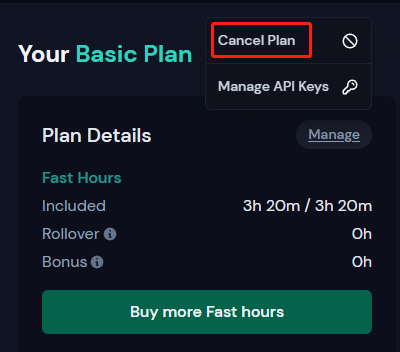 Cancel Plan
Your Basic Plan
Manage API Keys
Plan Details
Manage
Fast Hours
Included 3h 20m / 3h 20m
Rollover 0h
Bonus 0h
Buy more Fast hours